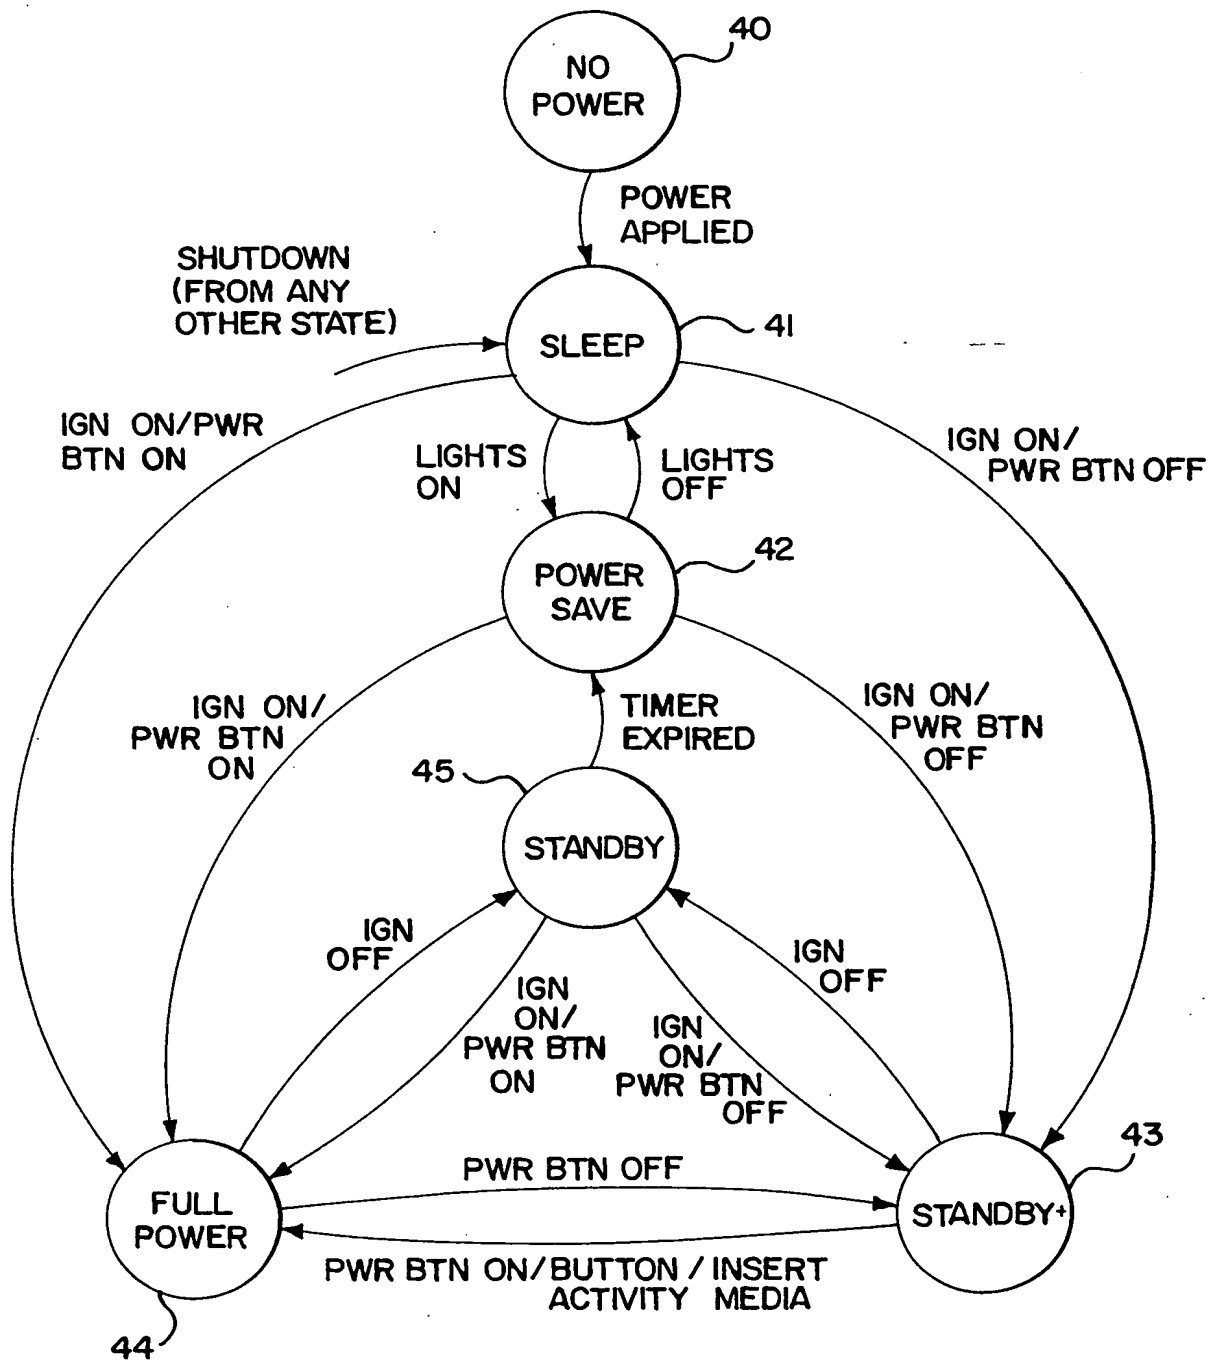 40
NO
POWER
POWER
APPLIED
SHUTDOWN
(FROM ANY
OTHER STATE)
SLEEP
41
IGN ON/PWR
BTN ON
LIGHTS
ON
LIGHTS
OFF
IGN ON/
PWR BTN OFF
42
POWER
SAVE
IGN ON/
PWR BTN
ON
TIMER
EXPIRED
IGN ON/
PWR BTN
OFF
45
STANDBY
IGN
OFF
IGN
ON/
PWR BTN
ON
IGN
ON/
PWR BTN
OFF
IGN
OFF
43
PWR BTN OFF
FULL
POWER
STANDBY+
PWR BTN ON/BUTTON/INSERT
ACTIVITY MEDIA
44